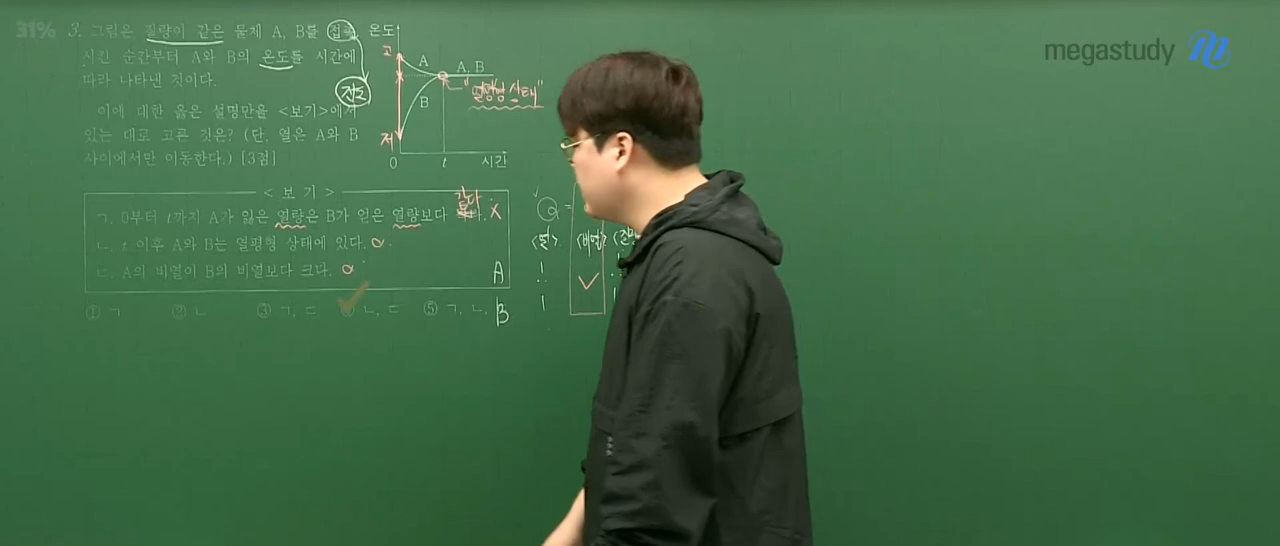 31%
megastudy
3. 그림은 질량이 같은 물체 A, B를 접촉
시킨 순간부터 A와 B의 온도를 시간에
따라 나타낸 것이다.
전도
이에 대한 옳은 설명만을 <보기>에서
있는 대로 고른 것은? (단, 열은 A와 B
사이에서만 이동한다.) [3점]
온도
고
A
A, B
"열평형 상태"
B
저
0
t
시간
<보 기>
ㄱ. 0부터 t까지 A가 잃은 열량은 B가 얻은 열량보다
같다
X
ㄴ. t 이후 A와 B는 열평형 상태에 있다.
ㄷ. A의 비열이 B의 비열보다 크다.
① ㄱ ② ㄴ ③ ㄱ, ㄷ ㄴ, ㄷ ⑤ ㄱ, ㄴ,
Q =
<열> <비열>
A
1
B
1